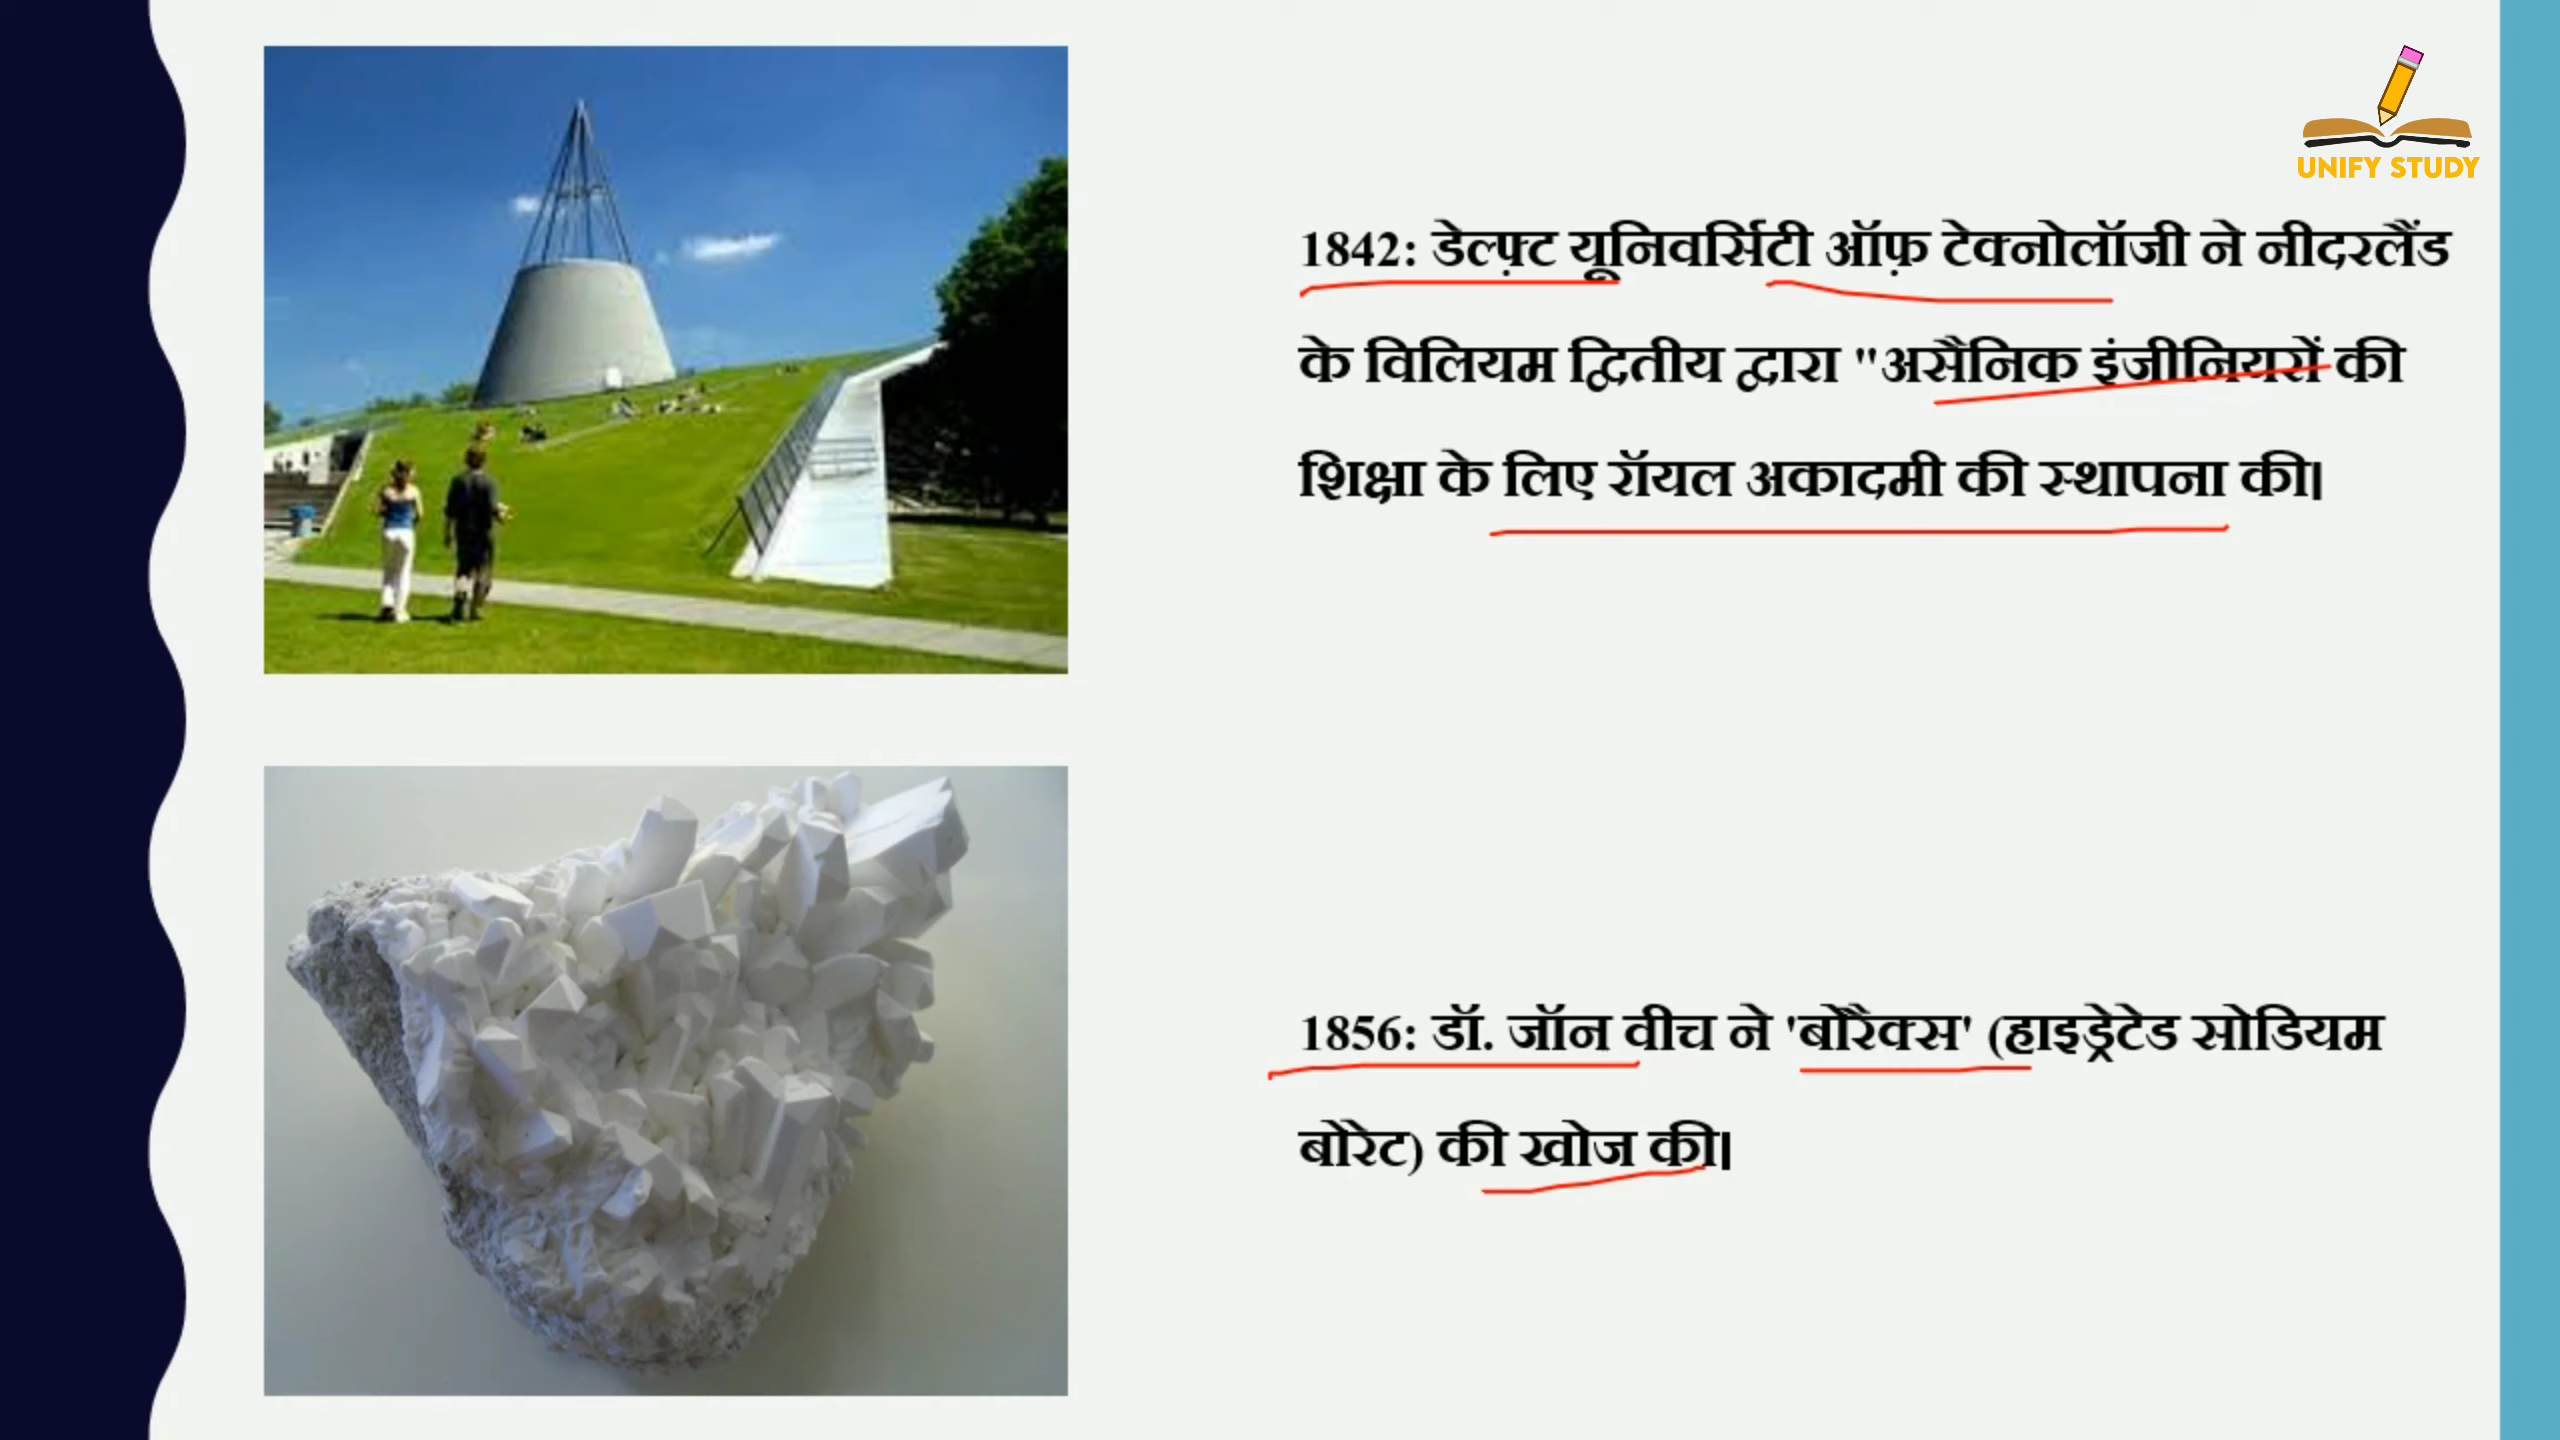 UNIFY STUDY
1842: डेल्फ़्ट यूनिवर्सिटी ऑफ़ टेक्नोलॉजी ने नीदरलैंड
के विलियम द्वितीय द्वारा "असैनिक इंजीनियरों की
शिक्षा के लिए रॉयल अकादमी की स्थापना की।
1856: डॉ. जॉन वीच ने 'बोरैक्स' (हाइड्रेटेड सोडियम
बोरेट) की खोज की।